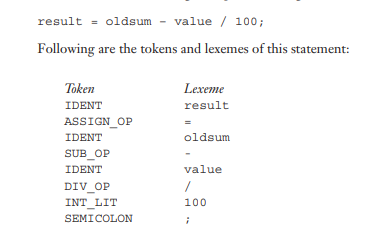 result = oldsum - value / 100;
Following are the tokens and lexemes of this statement:
Token Lexeme
IDENT result
ASSIGN_OP =
IDENT oldsum
SUB_OP -
IDENT value
DIV_OP /
INT_LIT 100
SEMICOLON ;